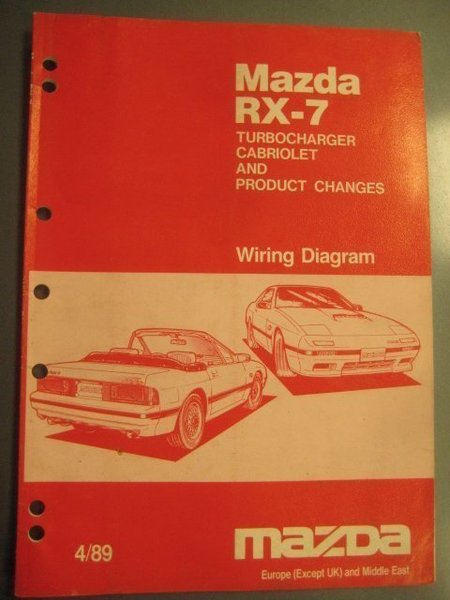 Mazda
RX-7
TURBOCHARGER
CABRIOLET
AND
PRODUCT CHANGES
Wiring Diagram
4/89
mazda
Europe (Except UK) and Middle East